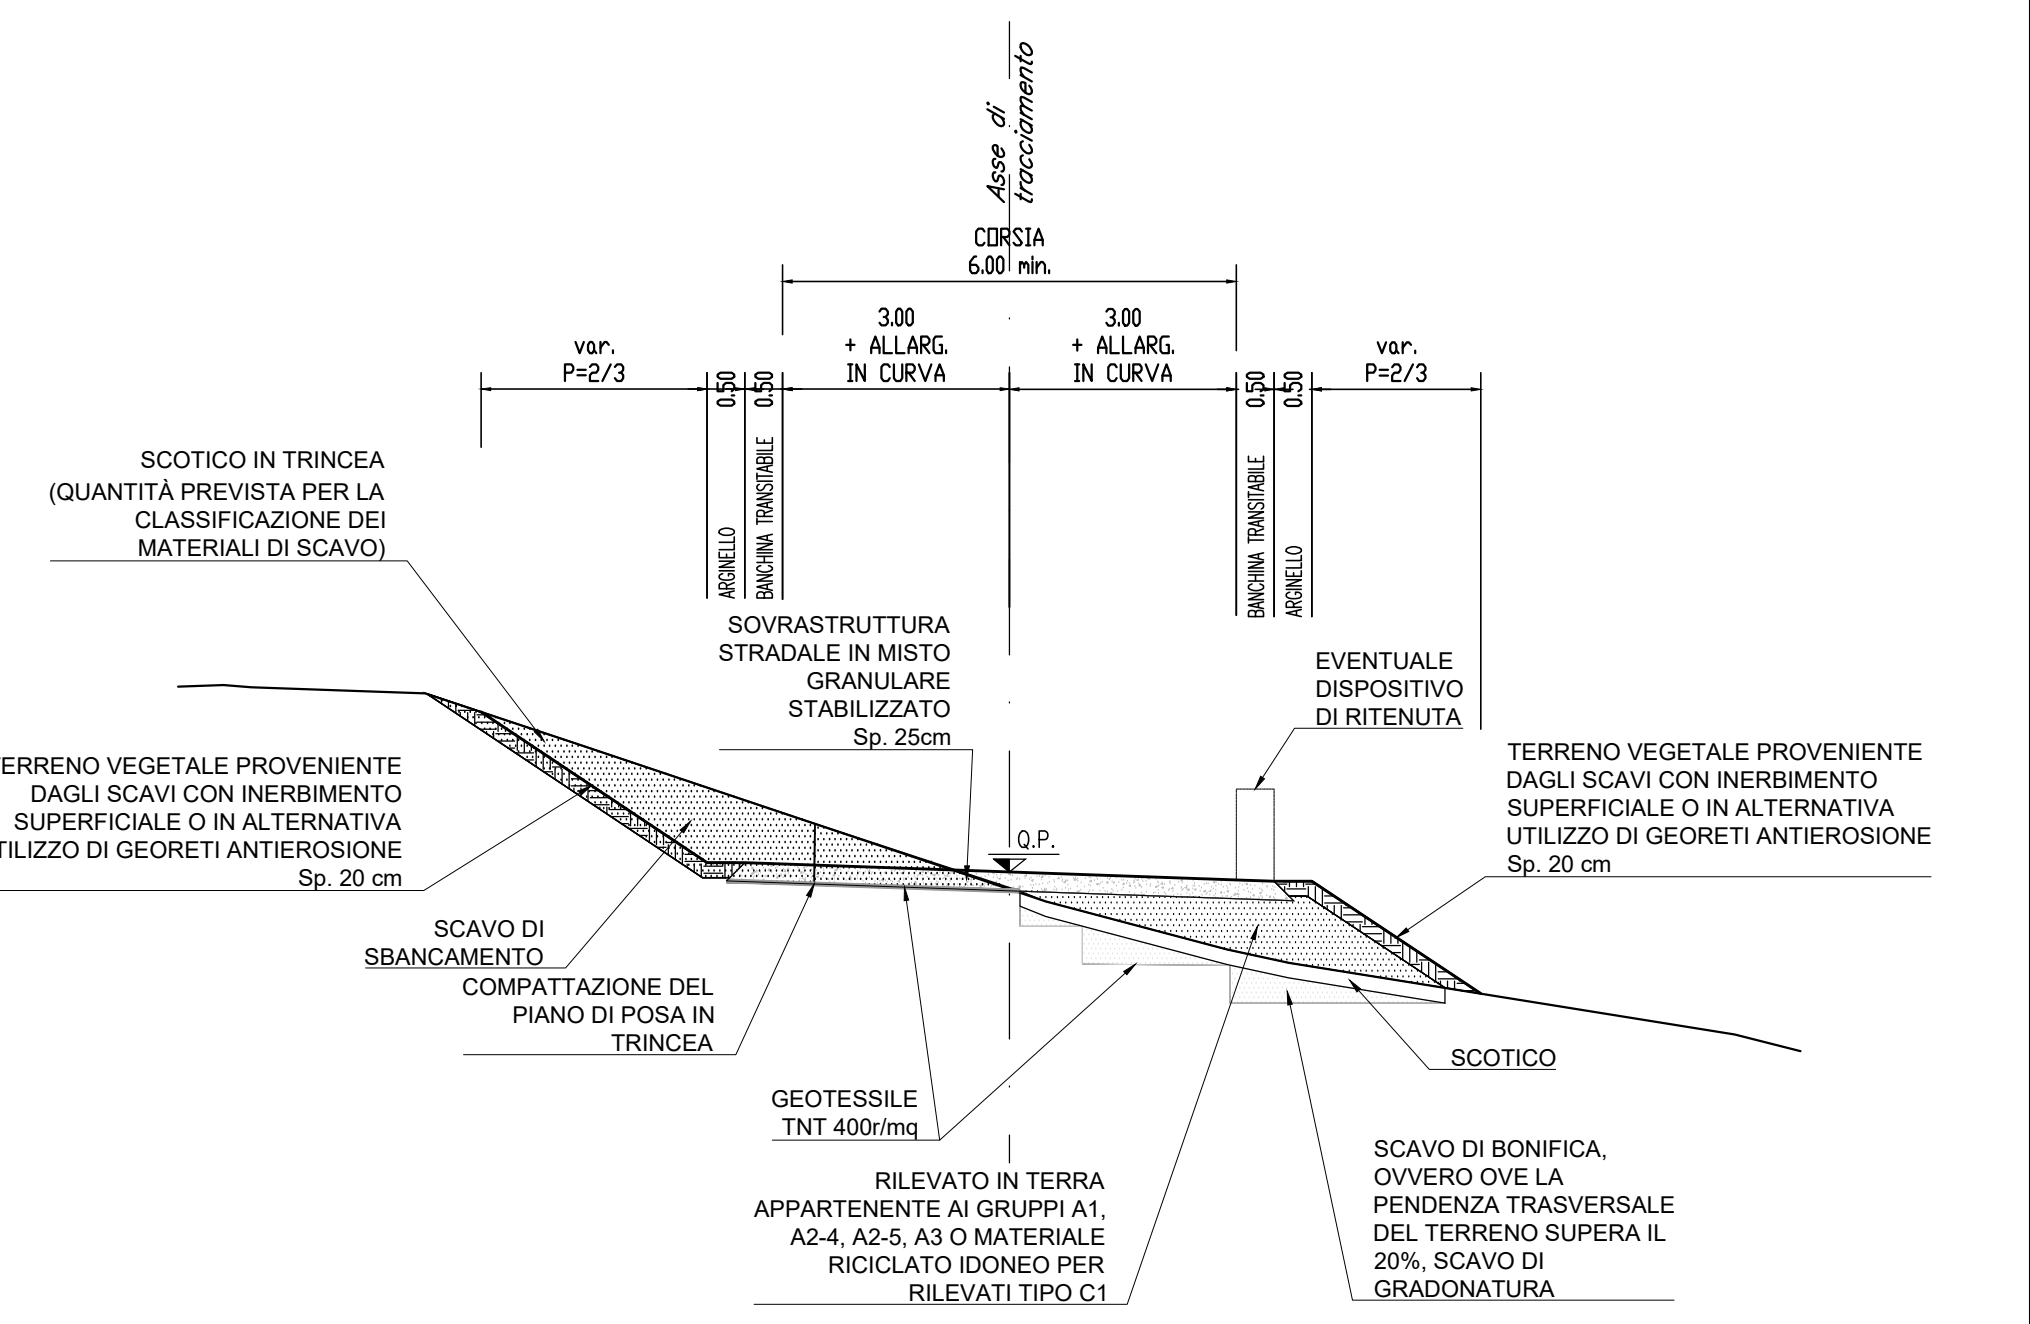 Asse di
tracciamento
CORSIA
6.00 min.
3.00
+ ALLARG.
IN CURVA
3.00
+ ALLARG.
IN CURVA
var.
P=2/3
var.
P=2/3
0.50
0.50
0.50
0.50
ARGINELLO
BANCHINA TRANSITABILE
BANCHINA TRANSITABILE
ARGINELLO
SCOTICO IN TRINCEA
(QUANTITÀ PREVISTA PER LA
CLASSIFICAZIONE DEI
MATERIALI DI SCAVO)
SOVRASTRUTTURA
STRADALE IN MISTO
GRANULARE
STABILIZZATO
Sp. 25cm
EVENTUALE
DISPOSITIVO
DI RITENUTA
TERRENO VEGETALE PROVENIENTE
DAGLI SCAVI CON INERBIMENTO
SUPERFICIALE O IN ALTERNATIVA
UTILIZZO DI GEORETI ANTIEROSIONE
Sp. 20 cm
Q.P.
TERRENO VEGETALE PROVENIENTE
DAGLI SCAVI CON INERBIMENTO
SUPERFICIALE O IN ALTERNATIVA
UTILIZZO DI GEORETI ANTIEROSIONE
Sp. 20 cm
SCAVO DI
SBANCAMENTO
COMPATTAZIONE DEL
PIANO DI POSA IN
TRINCEA
SCOTICO
GEOTESSILE
TNT 400r/mq
RILEVATO IN TERRA
APPARTENENTE AI GRUPPI A1,
A2-4, A2-5, A3 O MATERIALE
RICICLATO IDONEO PER
RILEVATI TIPO C1
SCAVO DI BONIFICA,
OVVERO OVE LA
PENDENZA TRASVERSALE
DEL TERRENO SUPERA IL
20%, SCAVO DI
GRADONATURA